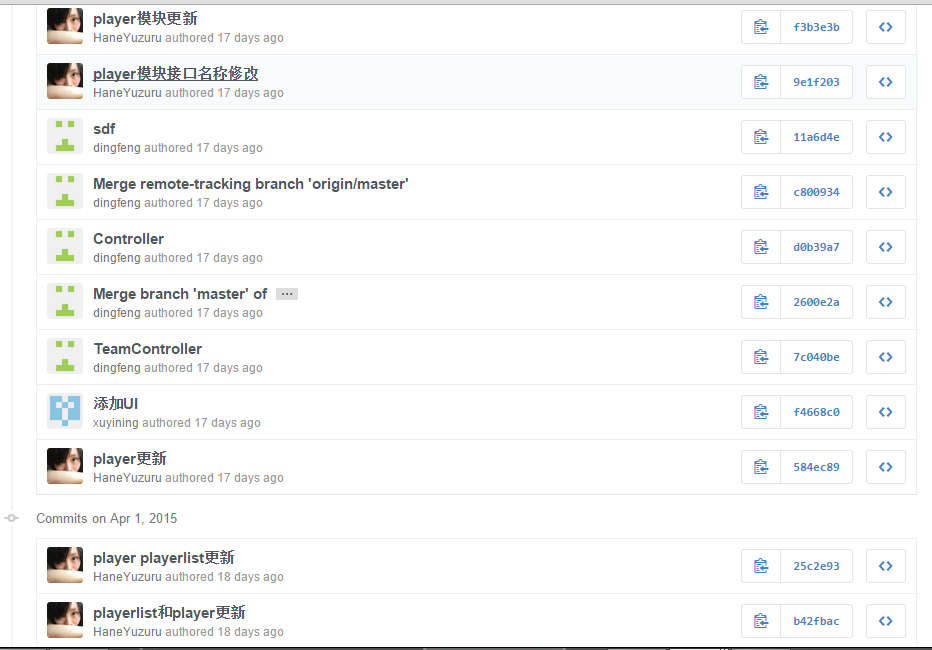 player模块更新
HaneYuzuru authored 17 days ago
f3b3e3b
player模块接口名称修改
HaneYuzuru authored 17 days ago
9e1f203
sdf
dingfeng authored 17 days ago
11a6d4e
Merge remote-tracking branch 'origin/master'
dingfeng authored 17 days ago
c800934
Controller
dingfeng authored 17 days ago
d0b39a7
Merge branch 'master' of …
dingfeng authored 17 days ago
2600e2a
TeamController
dingfeng authored 17 days ago
7c040be
添加UI
xuyining authored 17 days ago
f4668c0
player更新
HaneYuzuru authored 17 days ago
584ec89
Commits on Apr 1, 2015
player playerlist更新
HaneYuzuru authored 18 days ago
25c2e93
playerlist和player更新
HaneYuzuru authored 18 days ago
b42fbac